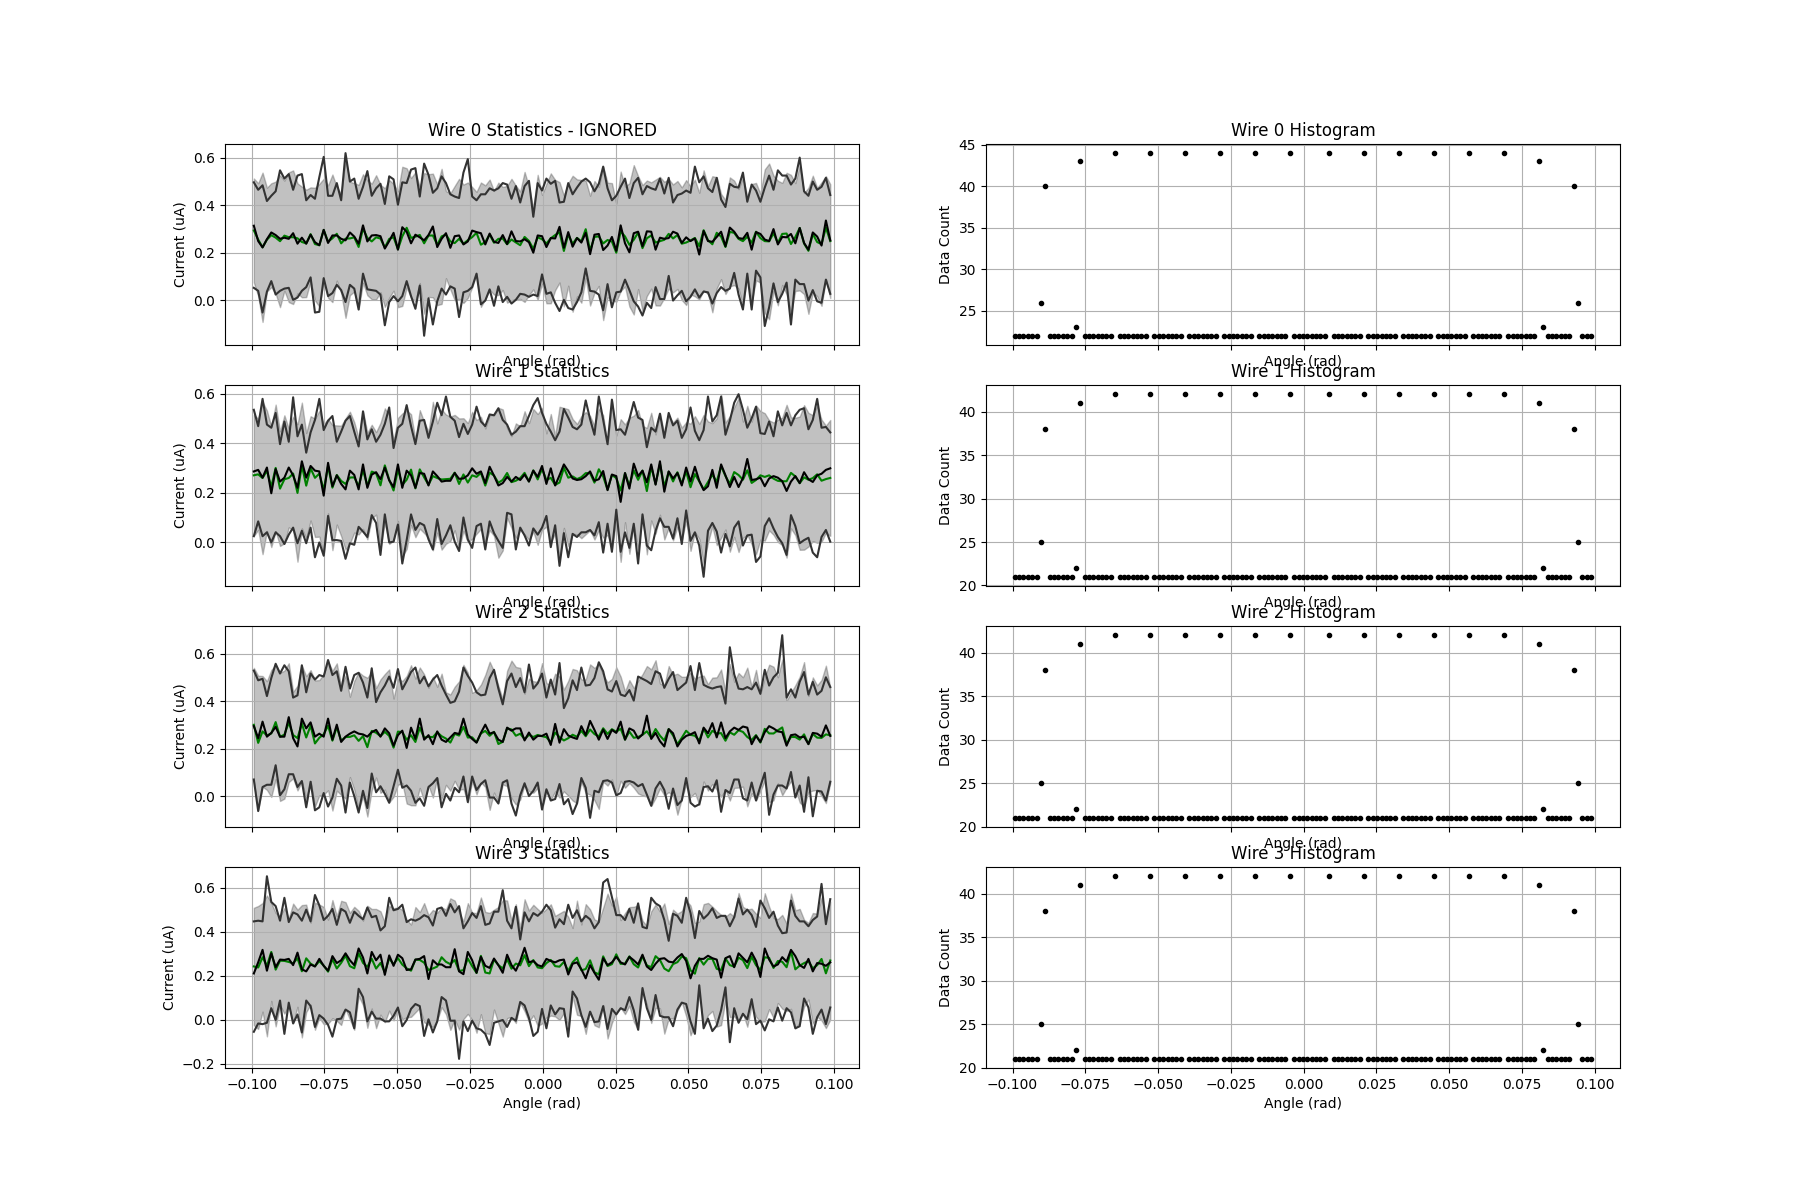 Wire 0 Statistics - IGNORED
Current (uA)
0.6
0.4
0.2
0.0
Angle (rad)
Wire 0 Histogram
Data Count
45
40
35
30
25
Angle (rad)
Wire 1 Statistics
Current (uA)
0.6
0.4
0.2
0.0
Angle (rad)
Wire 1 Histogram
Data Count
40
35
30
25
20
Angle (rad)
Wire 2 Statistics
Current (uA)
0.6
0.4
0.2
0.0
Angle (rad)
Wire 2 Histogram
Data Count
40
35
30
25
20
Angle (rad)
Wire 3 Statistics
Current (uA)
0.6
0.4
0.2
0.0
−0.2
−0.100 −0.075 −0.050 −0.025 0.000 0.025 0.050 0.075 0.100
Angle (rad)
Wire 3 Histogram
Data Count
40
35
30
25
20
−0.100 −0.075 −0.050 −0.025 0.000 0.025 0.050 0.075 0.100
Angle (rad)